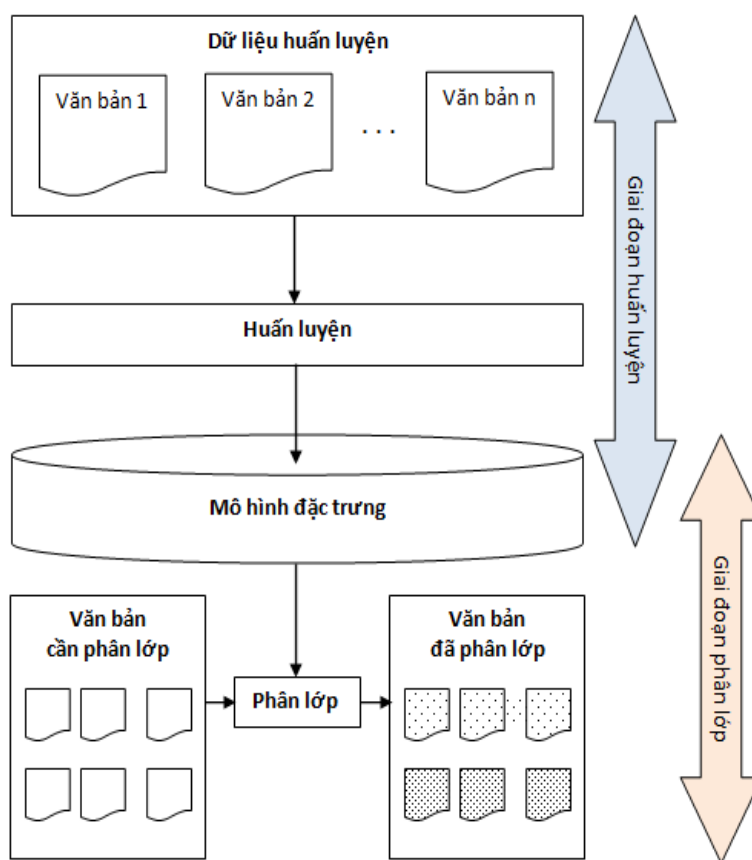 Dữ liệu huấn luyện
Văn bản 1
Văn bản 2
. . .
Văn bản n
Giai đoạn huấn luyện
Huấn luyện
Mô hình đặc trưng
Văn bản
cần phân lớp
Phân lớp
Văn bản
đã phân lớp
Giai đoạn phân lớp